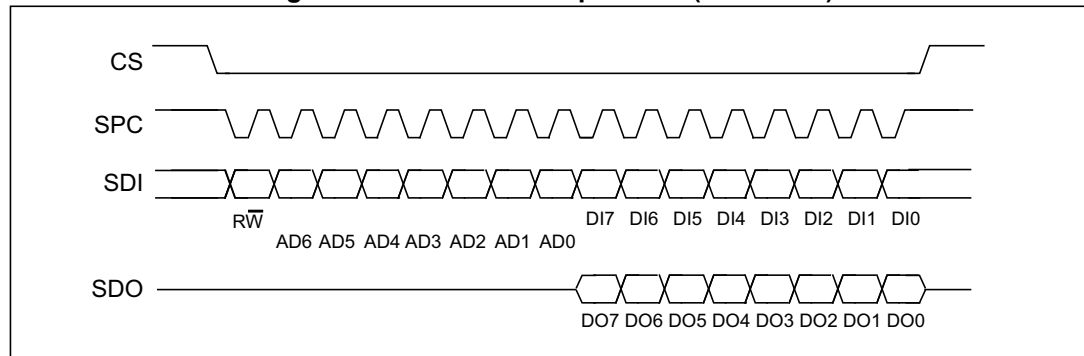 CS
SPC
SDI
RW̅
DI7 DI6 DI5 DI4 DI3 DI2 DI1 DI0
AD6 AD5 AD4 AD3 AD2 AD1 AD0
SDO
DO7 DO6 DO5 DO4 DO3 DO2 DO1 DO0